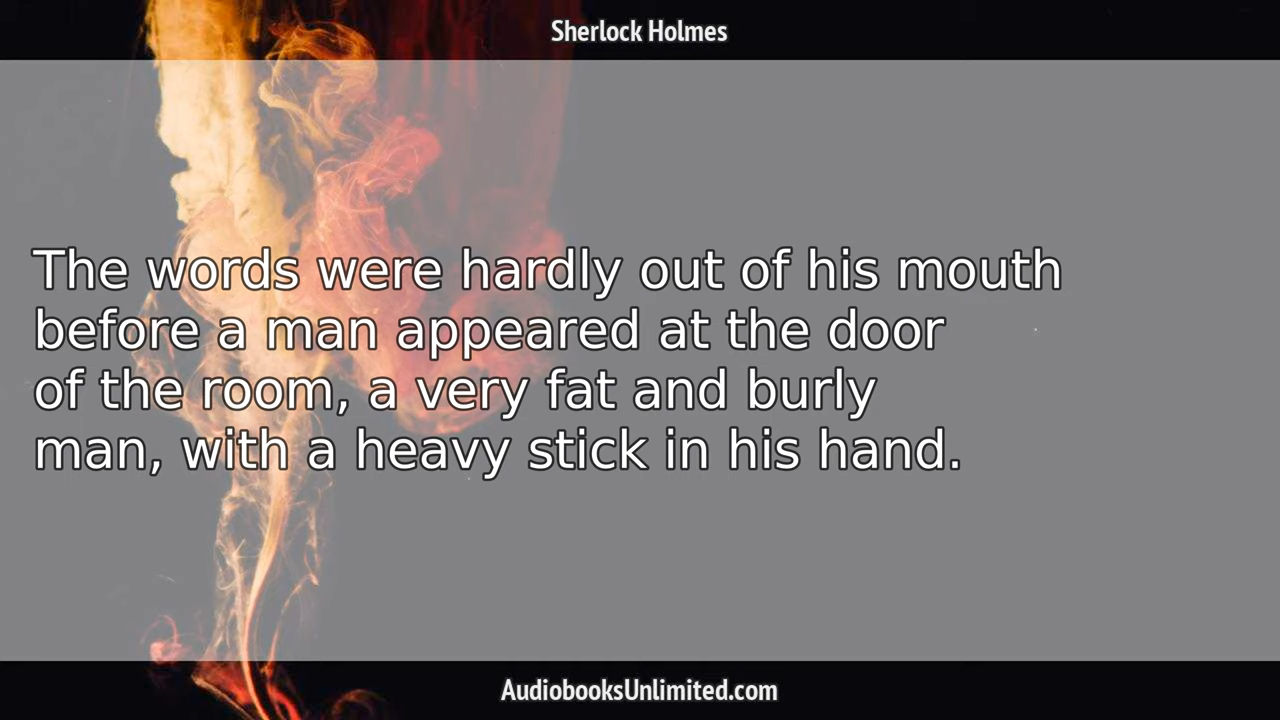 Sherlock Holmes
The words were hardly out of his mouth
before a man appeared at the door
of the room, a very fat and burly
man, with a heavy stick in his hand.
AudiobooksUnlimited.com